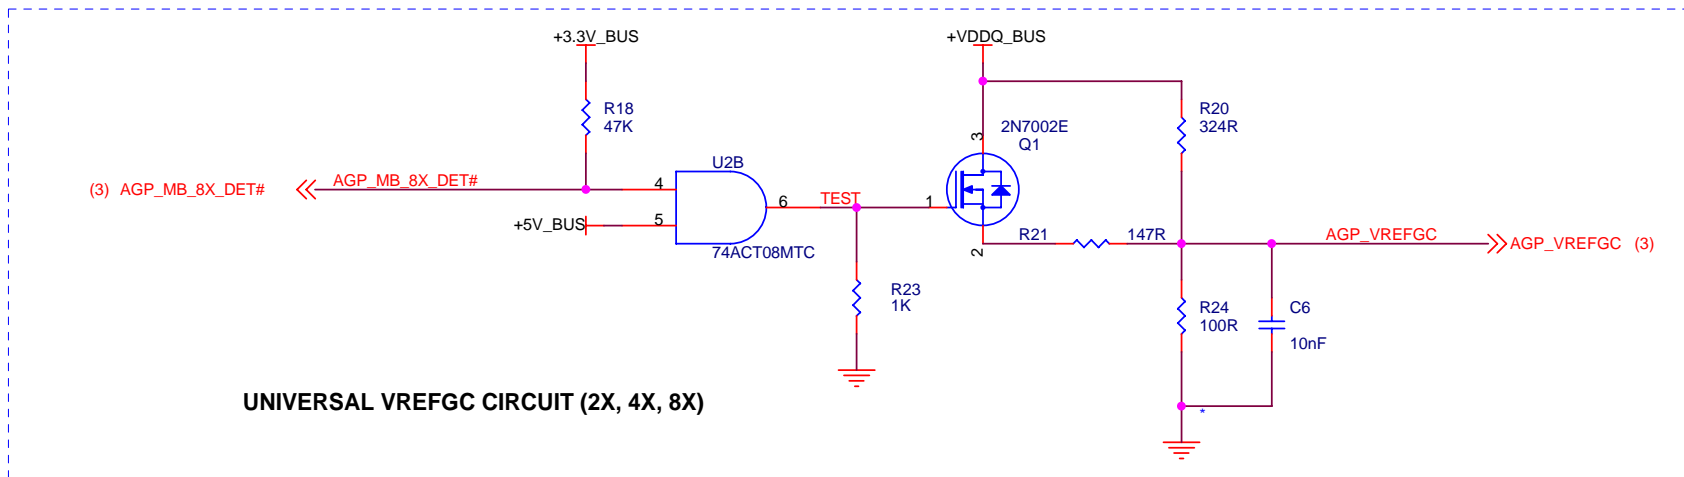 +3.3V_BUS
+VDDQ_BUS
R18
47K
R20
324R
2N7002E
Q1
3
U2B
(3) AGP_MB_8X_DET#
AGP_MB_8X_DET#
4
6
TEST
1
+5V_BUS
5
74ACT08MTC
2
R21
147R
AGP_VREFGC
AGP_VREFGC (3)
R23
1K
R24
100R
C6
10nF
UNIVERSAL VREFGC CIRCUIT (2X, 4X, 8X)
*